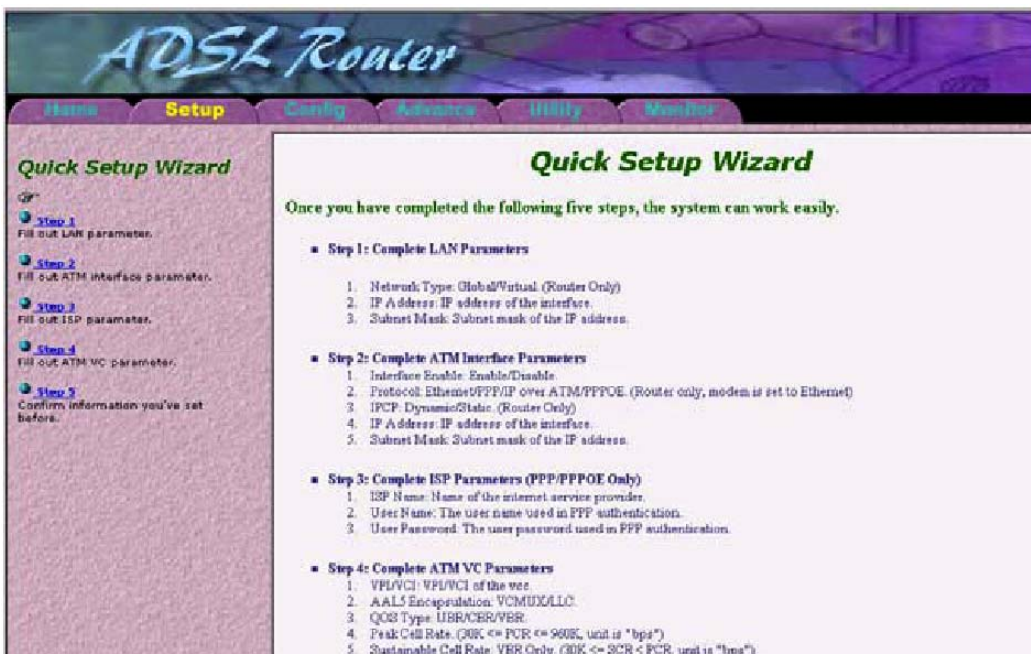 ADSL Router
Home Setup Config Advance Utility Monitor
Quick Setup Wizard
Step 1
Fill out LAN parameter.
Step 2
Fill out ATM interface parameter.
Step 3
Fill out ISP parameter.
Step 4
Fill out ATM VC parameter.
Step 5
Confirm information you've set
before.
Quick Setup Wizard
Once you have completed the following five steps, the system can work easily.
Step 1: Complete LAN Parameters
1. Network Type: Global/Virtual. (Router Only)
2. IP Address: IP address of the interface.
3. Subnet Mask: Subnet mask of the IP address.
Step 2: Complete ATM Interface Parameters
1. Interface Enable: Enable/Disable.
2. Protocol: Ethernet/PPP/IP over ATM/PPPOE. (Router only, modem is set to Ethernet)
3. IPCP: Dynamic/Static. (Router Only)
4. IP Address: IP address of the interface.
5. Subnet Mask: Subnet mask of the IP address.
Step 3: Complete ISP Parameters (PPP/PPPOE Only)
1. ISP Name: Name of the internet service provider.
2. User Name: The user name used in PPP authentication.
3. User Password: The user password used in PPP authentication.
Step 4: Complete ATM VC Parameters
1. VPI/VCI: VPI/VCI of the vcc.
2. AAL5 Encapsulation: VCMUX/LLC.
3. QOS Type: UBR/CBR/VBR.
4. Peak Cell Rate. (30K <= PCR <= 960K, unit is "bps")
5. Sustainable Cell Rate: VBR Only. (30K <= SCR < PCR, unit is "bps")